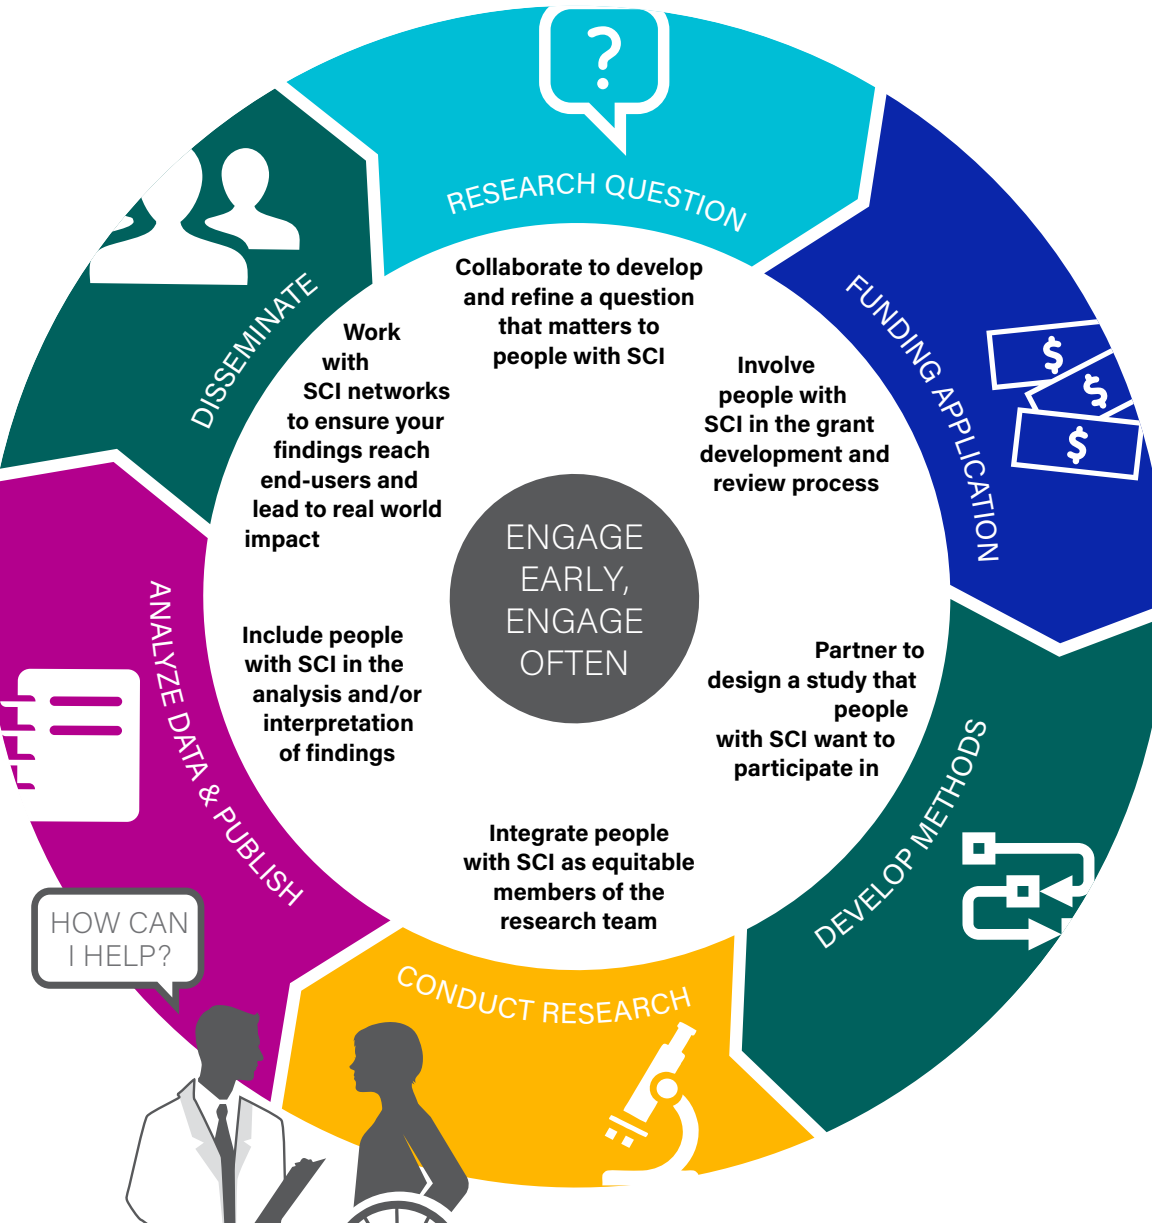 ?
RESEARCH QUESTION
Collaborate to develop
and refine a question
that matters to
people with SCI
FUNDING APPLICATION
$
$
$
Involve
people with
SCI in the grant
development and
review process
DEVELOP METHODS
Partner to
design a study that
people
with SCI want to
participate in
CONDUCT RESEARCH
Integrate people
with SCI as equitable
members of the
research team
ANALYZE DATA & PUBLISH
Include people
with SCI in the
analysis and/or
interpretation
of findings
DISSEMINATE
Work
with
SCI networks
to ensure your
findings reach
end-users and
lead to real world
impact
ENGAGE
EARLY,
ENGAGE
OFTEN
HOW CAN
I HELP?